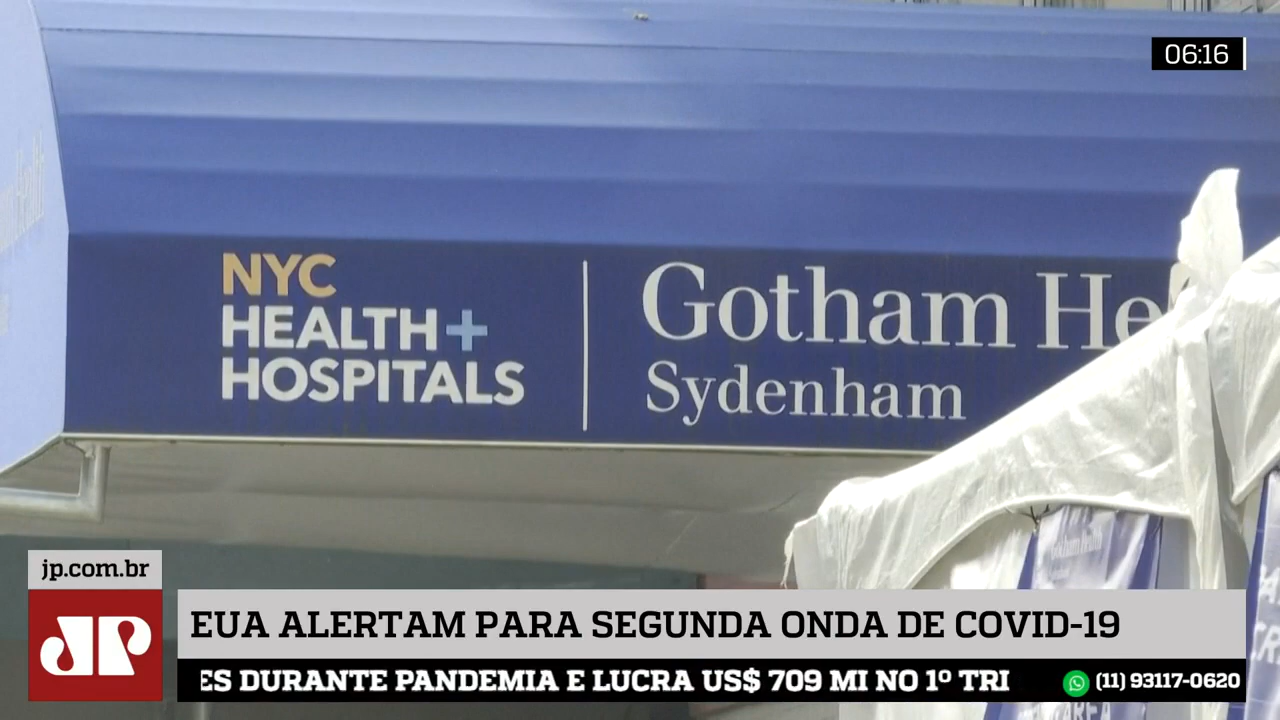 06:16
NYC
HEALTH+
HOSPITALS
Gotham He
Sydenham
jp.com.br
JP
EUA ALERTAM PARA SEGUNDA ONDA DE COVID-19
ES DURANTE PANDEMIA E LUCRA US$ 709 MI NO 1º TRI
(11) 93117-0620